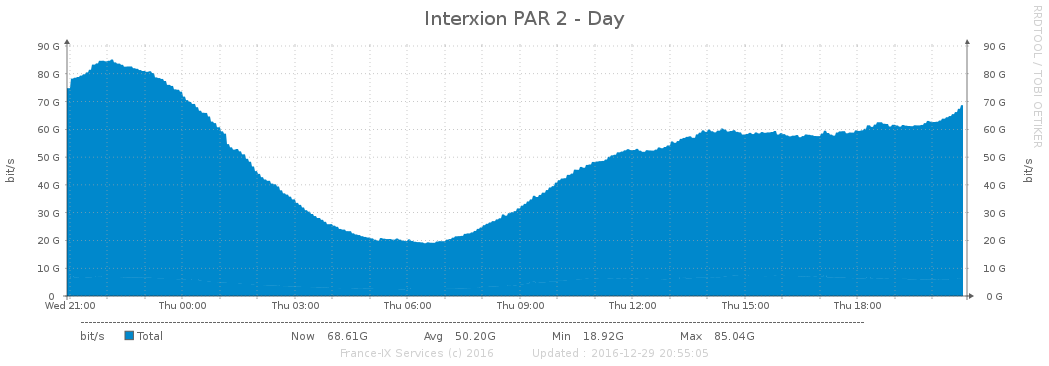 Interxion PAR 2 - Day
RRDTOOL / TOBI OETIKER
bit/s
90 G 90 G
80 G 80 G
70 G 70 G
60 G 60 G
50 G 50 G
40 G 40 G
30 G 30 G
20 G 20 G
10 G 10 G
0 0 G
bit/s
Wed 21:00 Thu 00:00 Thu 03:00 Thu 06:00 Thu 09:00 Thu 12:00 Thu 15:00 Thu 18:00
bit/s Total Now 68.61G Avg 50.20G Min 18.92G Max 85.04G
France-IX Services (c) 2016 Updated : 2016-12-29 20:55:05